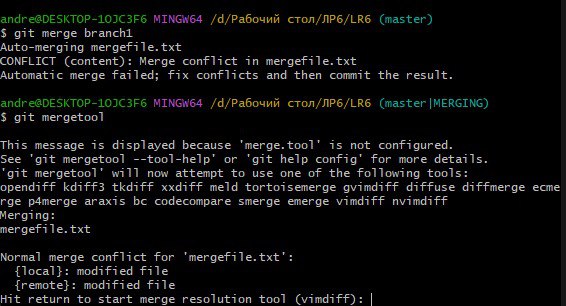 andre@DESKTOP-1OJC3F6 MINGW64 /d/Рабочий стол/ЛР6/LR6 (master)
$ git merge branch1
Auto-merging mergefile.txt
CONFLICT (content): Merge conflict in mergefile.txt
Automatic merge failed; fix conflicts and then commit the result.
andre@DESKTOP-1OJC3F6 MINGW64 /d/Рабочий стол/ЛР6/LR6 (master|MERGING)
$ git mergetool
This message is displayed because 'merge.tool' is not configured.
See 'git mergetool --tool-help' or 'git help config' for more details.
'git mergetool' will now attempt to use one of the following tools:
opendiff kdiff3 tkdiff xxdiff meld tortoisemerge gvimdiff diffuse diffmerge ecme
rge p4merge araxis bc codecompare smerge emerge vimdiff nvimdiff
Merging:
mergefile.txt
Normal merge conflict for 'mergefile.txt':
{local}: modified file
{remote}: modified file
Hit return to start merge resolution tool (vimdiff):